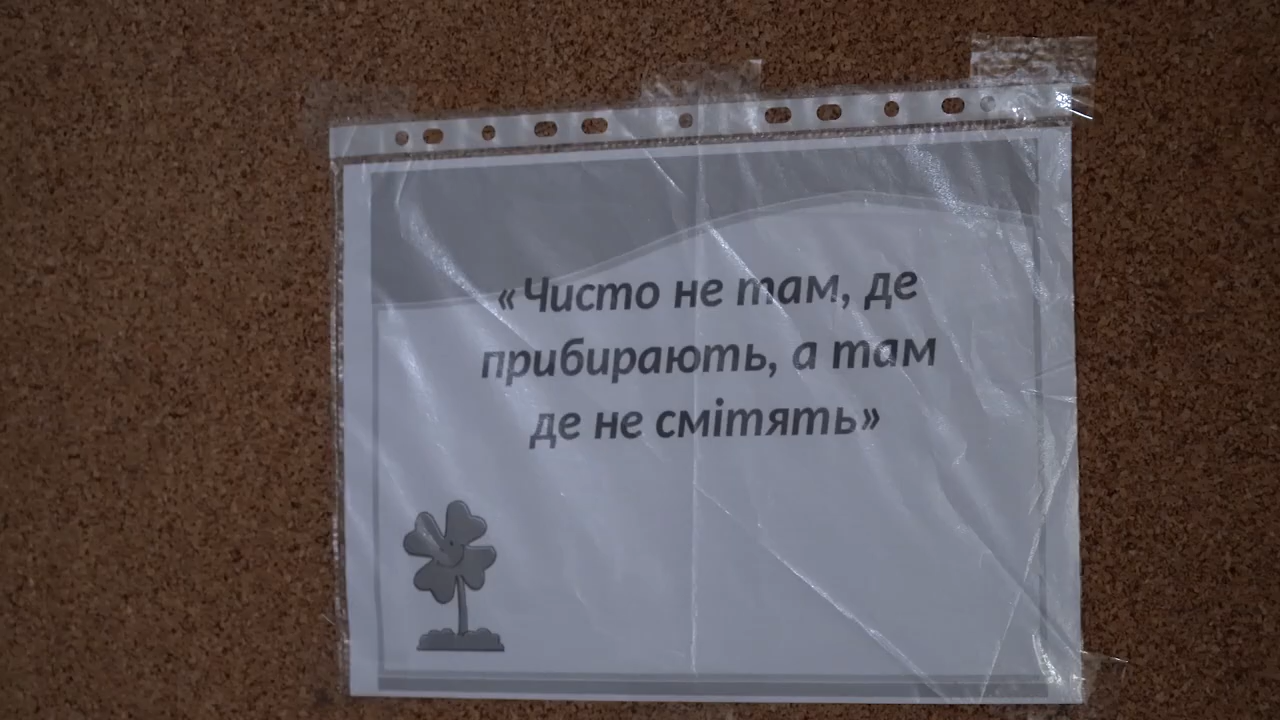 «Чисто не там, де
прибирають, а там
де не смітять»